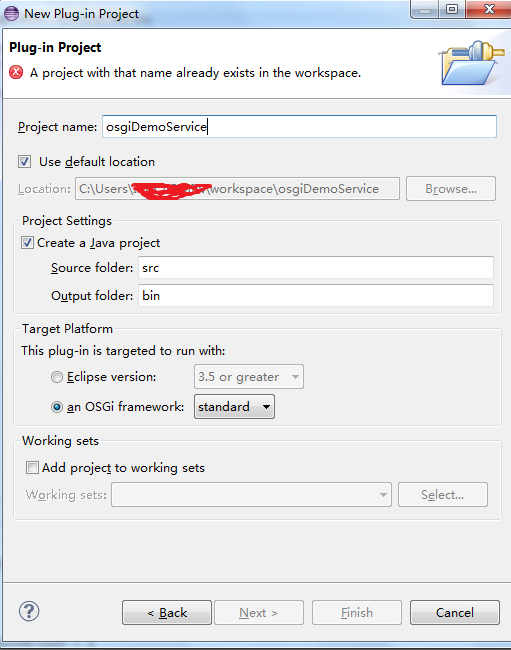 New Plug-in Project
Plug-in Project
A project with that name already exists in the workspace.
Project name: osgiDemoService
Use default location
Location: C:\Users\ \workspace\osgiDemoService Browse...
Project Settings
Create a Java project
Source folder: src
Output folder: bin
Target Platform
This plug-in is targeted to run with:
Eclipse version: 3.5 or greater
an OSGi framework: standard
Working sets
Add project to working sets
Working sets: Select...
? < Back Next > Finish Cancel